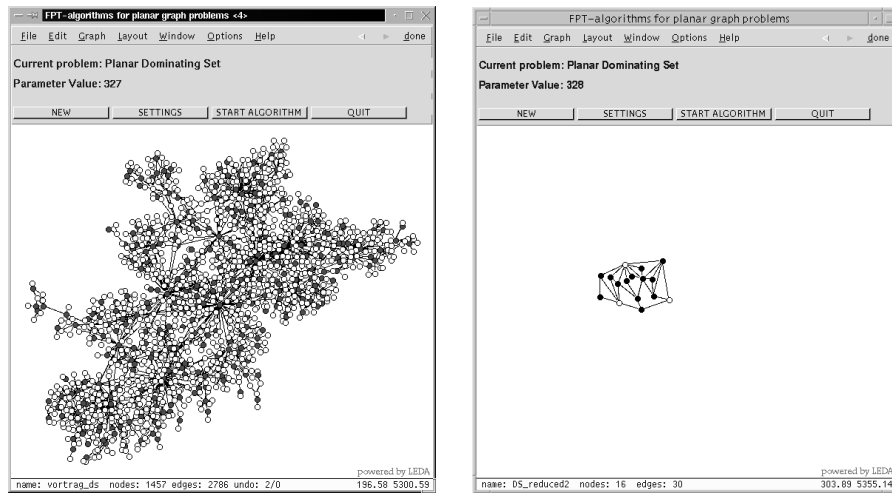 FPT-algorithms for planar graph problems <4>
File Edit Graph Layout Window Options Help done
Current problem: Planar Dominating Set
Parameter Value: 327
NEW SETTINGS START ALGORITHM QUIT
powered by LEDA
name: vortrag_ds nodes: 1457 edges: 2786 undo: 2/0 196.58 5300.59
FPT-algorithms for planar graph problems
File Edit Graph Layout Window Options Help done
Current problem: Planar Dominating Set
Parameter Value: 328
NEW SETTINGS START ALGORITHM QUIT
powered by LEDA
name: DS_reduced2 nodes: 16 edges: 30 303.89 5355.14